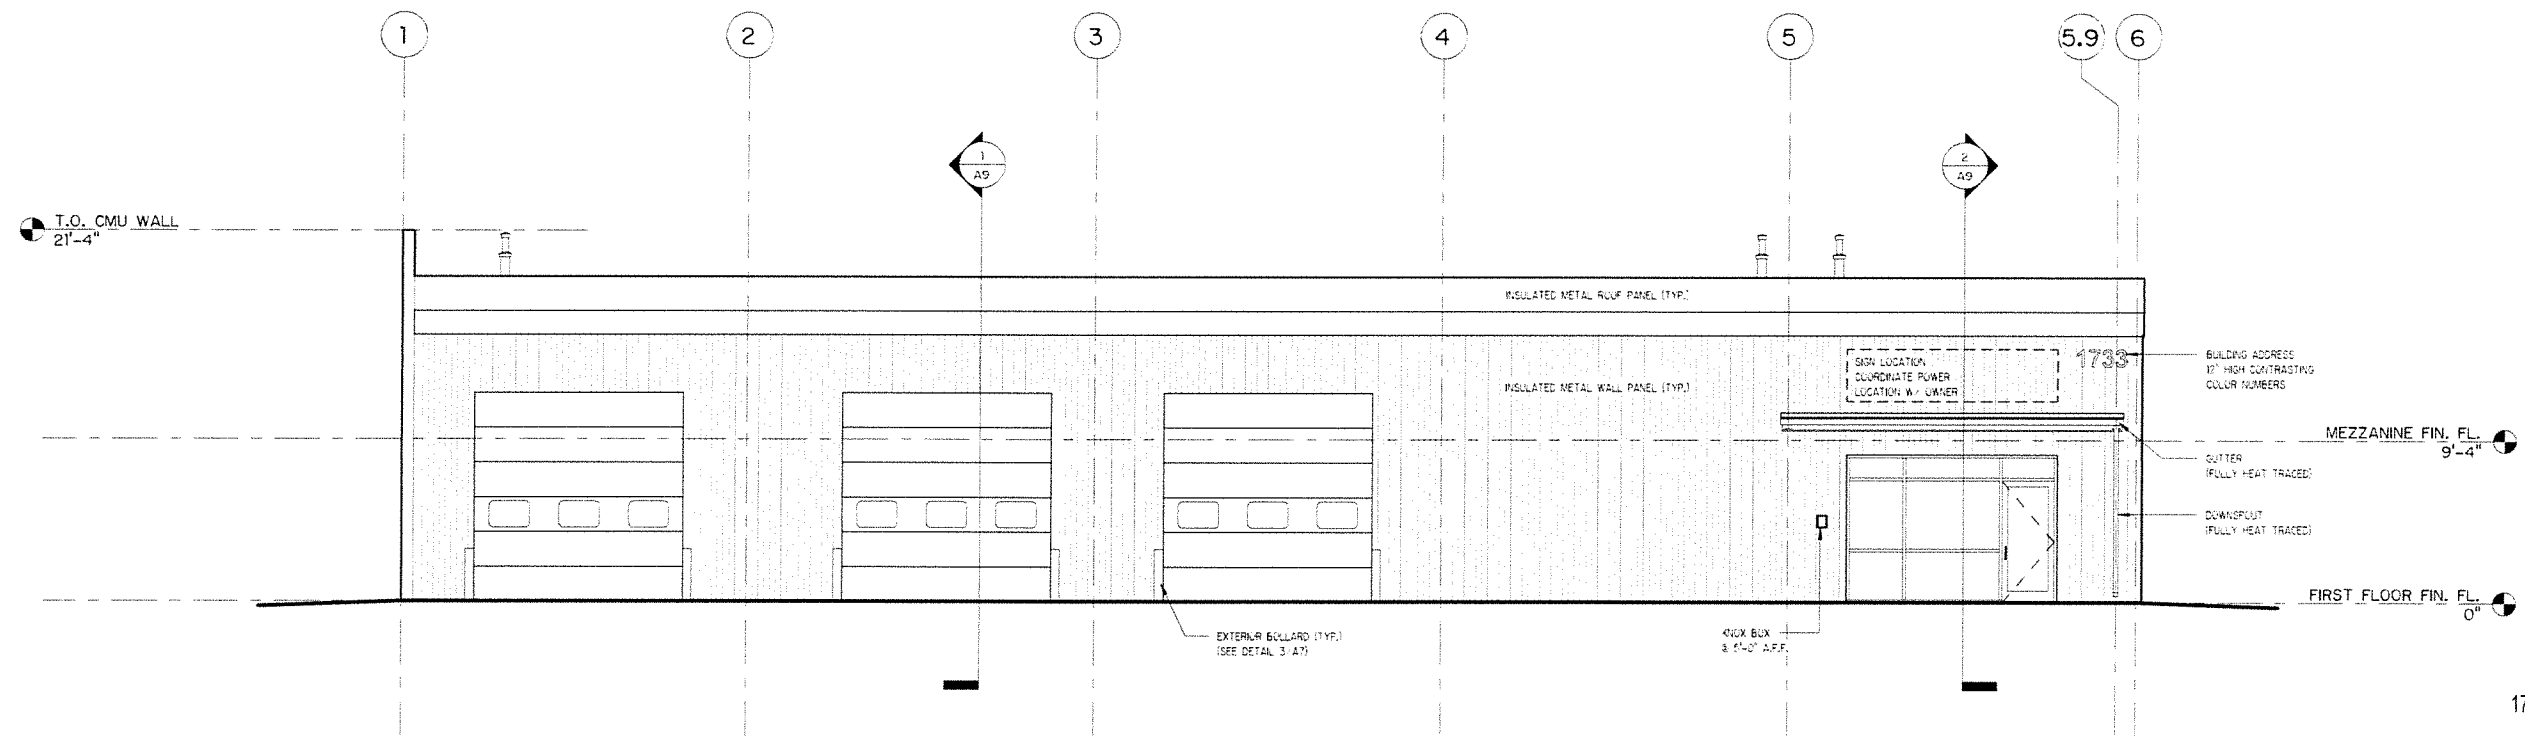 1
2
3
4
5
5.9
6
1
A9
2
A9
T.O. CMU WALL
21'-4"
INSULATED METAL ROOF PANEL (TYP.)
INSULATED METAL WALL PANEL (TYP.)
SIGN LOCATION
COORDINATE POWER
LOCATION W/ OWNER
1733
BUILDING ADDRESS
12" HIGH CONTRASTING
COLOR NUMBERS
MEZZANINE FIN. FL.
9'-4"
GUTTER
(FULLY HEAT TRACED)
DOWNSPOUT
(FULLY HEAT TRACED)
FIRST FLOOR FIN. FL.
0"
EXTERIOR BOLLARD (TYP.)
(SEE DETAIL 3/A7)
KNOX BOX
@ 5'-0" A.F.F.
17